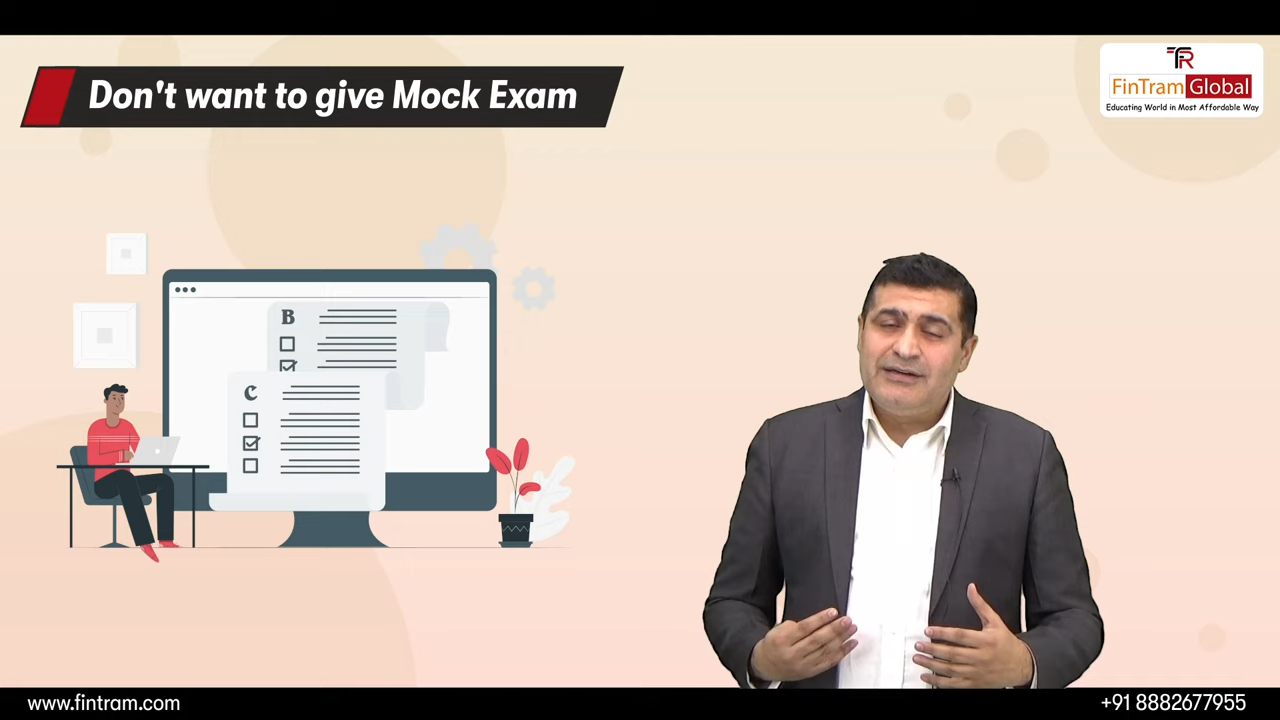 Don't want to give Mock Exam
TR
FinTram Global
Educating World in Most Affordable Way
B
C
www.fintram.com
+91 8882677955